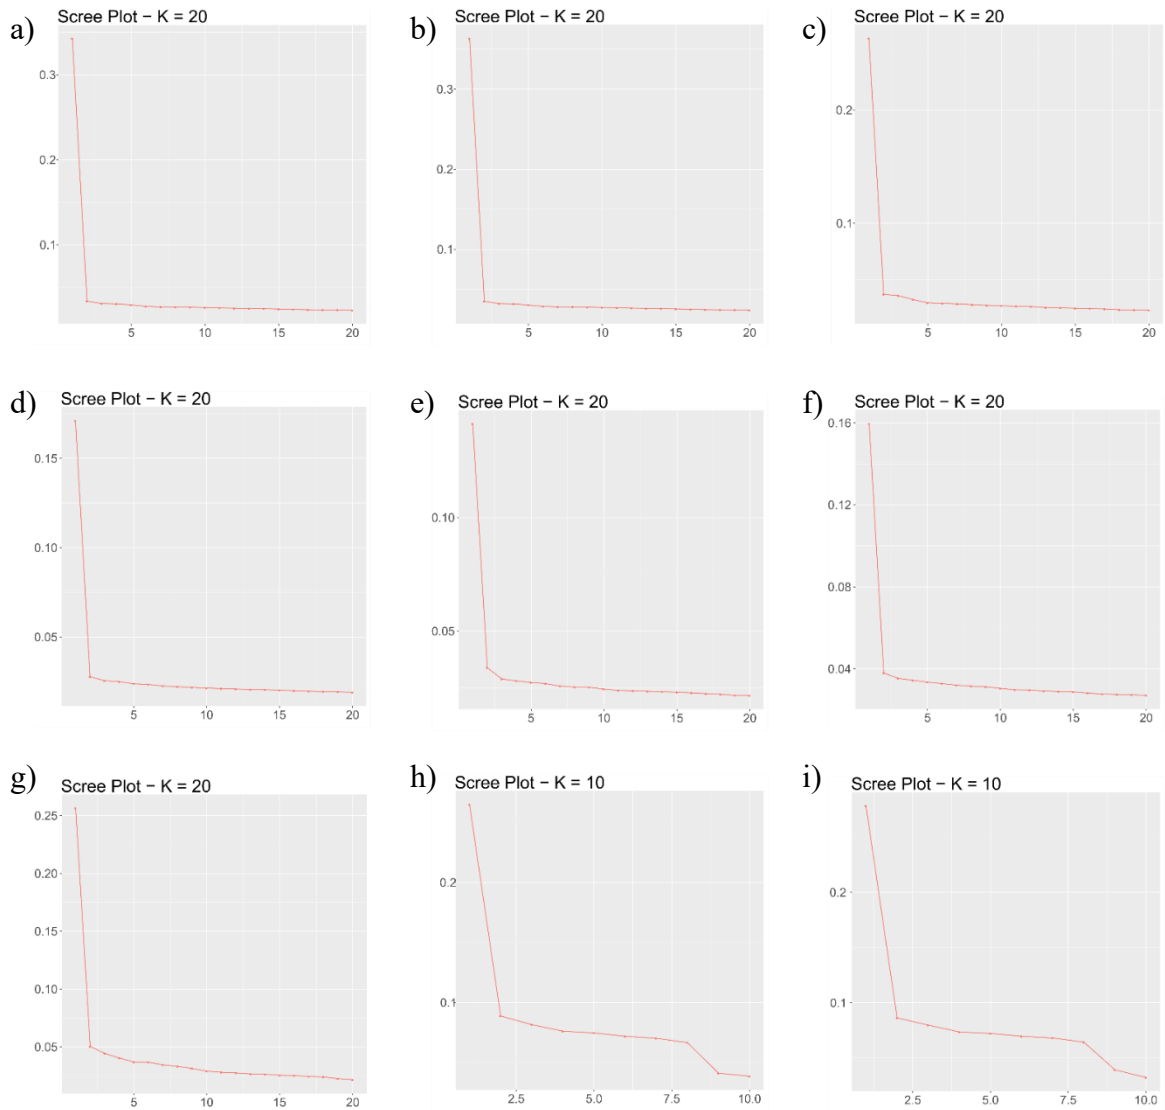 a)
Scree Plot – K = 20
0.3
0.2
0.1
5 10 15 20
b)
Scree Plot – K = 20
0.3
0.2
0.1
5 10 15 20
c)
Scree Plot – K = 20
0.2
0.1
5 10 15 20
d)
Scree Plot – K = 20
0.15
0.10
0.05
5 10 15 20
e)
Scree Plot – K = 20
0.10
0.05
5 10 15 20
f)
Scree Plot – K = 20
0.16
0.12
0.08
0.04
5 10 15 20
g)
Scree Plot – K = 20
0.25
0.20
0.15
0.10
0.05
5 10 15 20
h)
Scree Plot – K = 10
0.2
0.1
2.5 5.0 7.5 10.0
i)
Scree Plot – K = 10
0.2
0.1
2.5 5.0 7.5 10.0